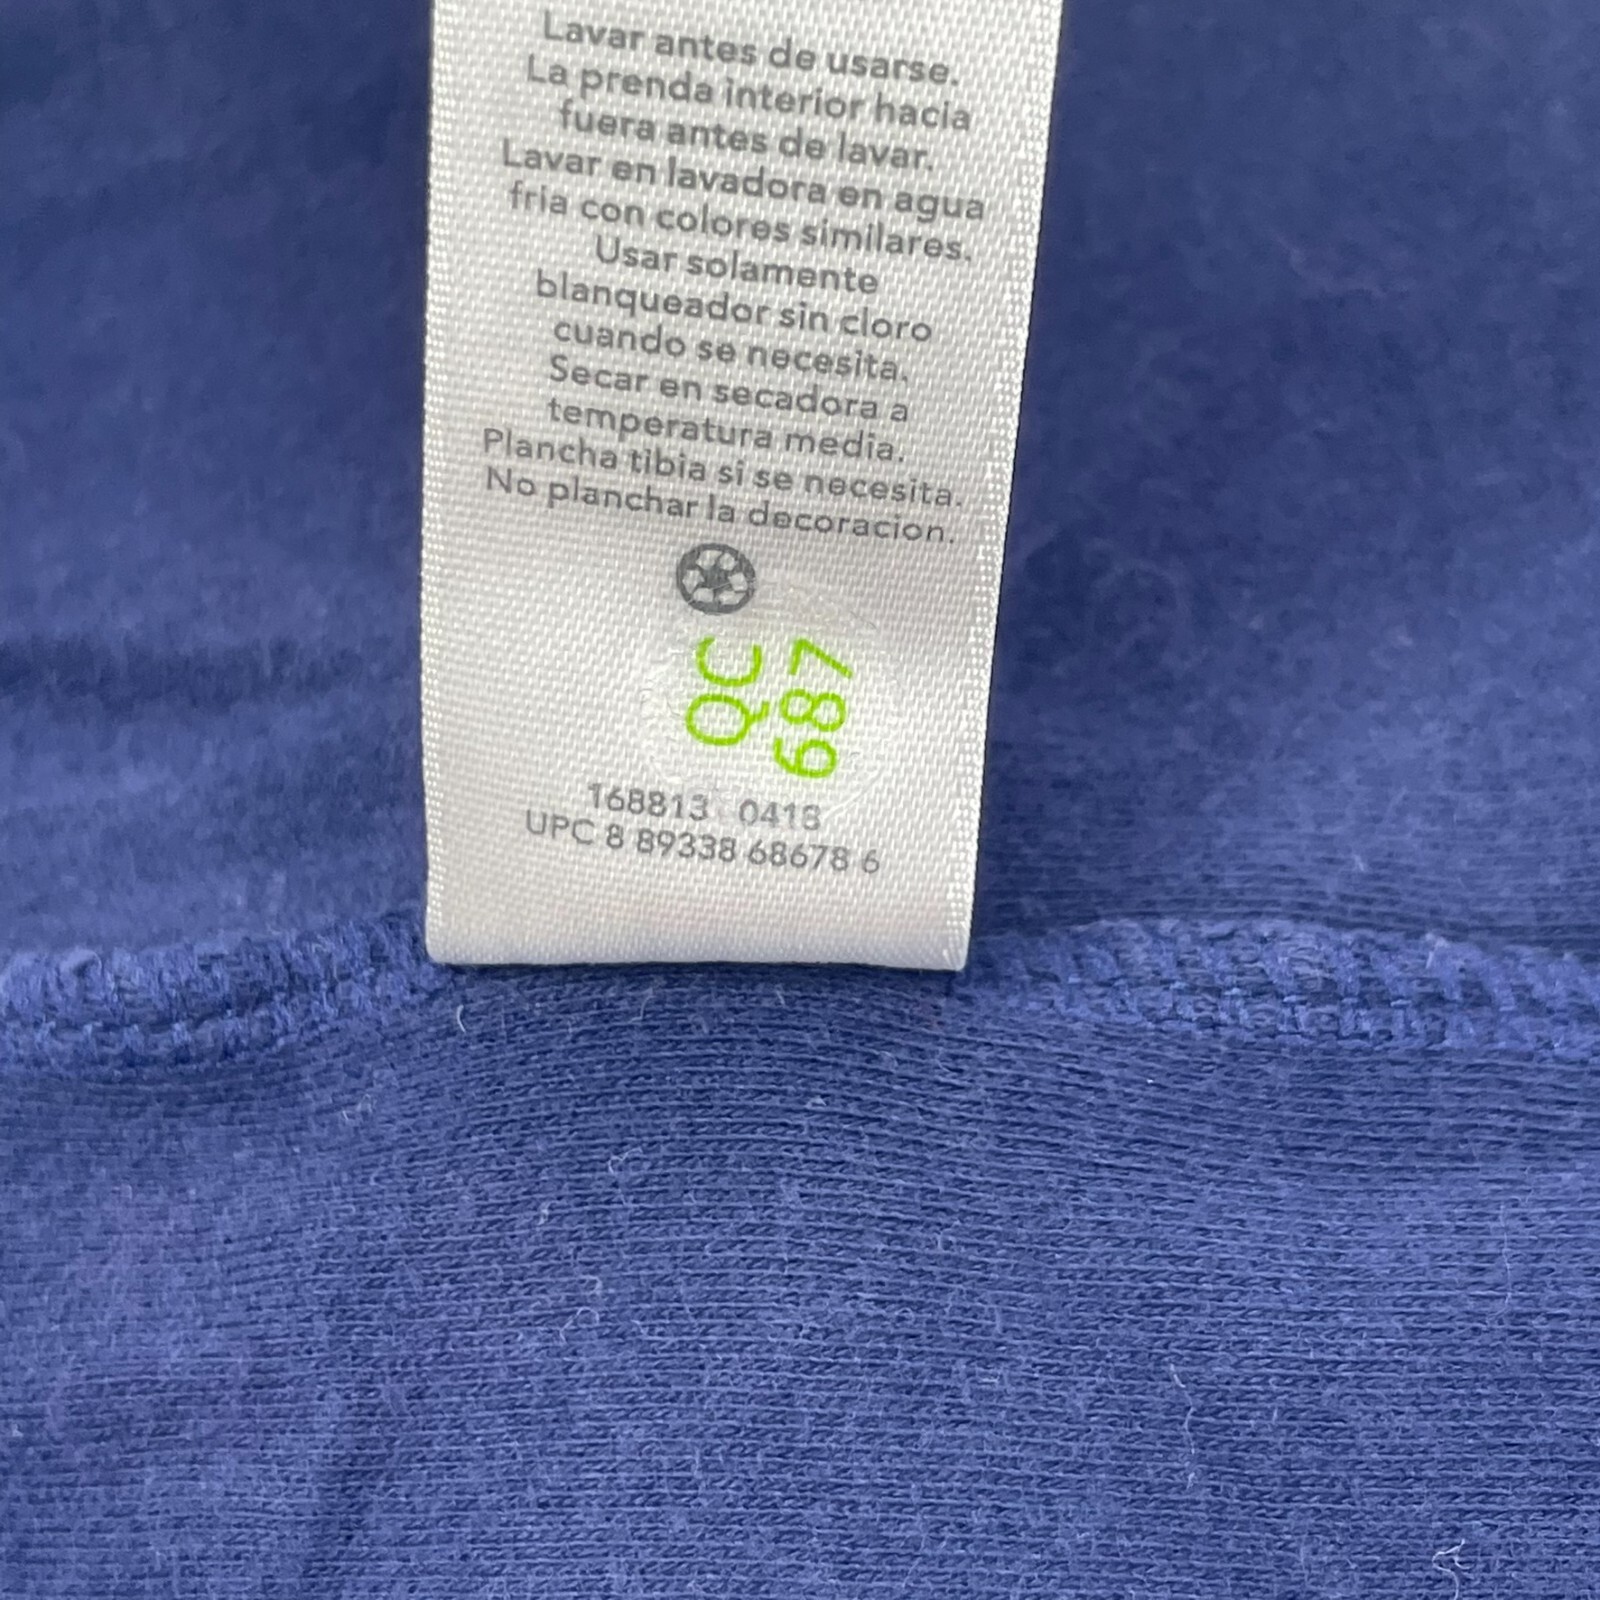 Lavar antes de usarse.
La prenda interior hacia
fuera antes de lavar.
Lavar en lavadora en agua
fria con colores similares.
Usar solamente
blanqueador sin cloro
cuando se necesita.
Secar en secadora a
temperatura media.
Plancha tibia si se necesita.
No planchar la decoracion.
QC
687
168813 0418
UPC 8 89338 68678 6